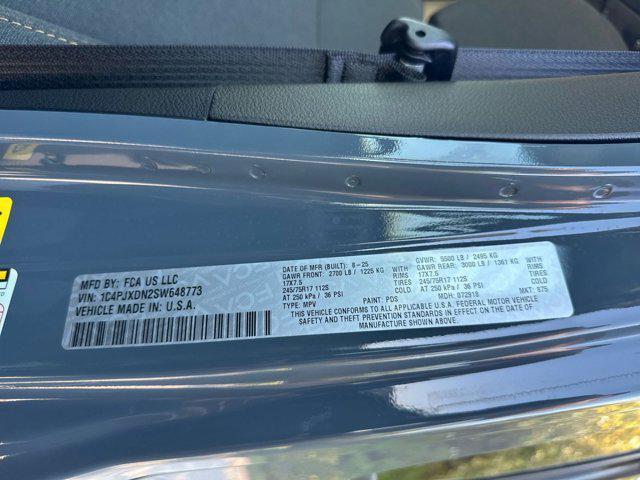 MFD BY: FCA US LLC
VIN: 1C4PJXDN2SW648773
VEHICLE MADE IN: U.S.A.
DATE OF MFR (BUILT): 8-25
GAWR FRONT: 2700 LB / 1225 KG WITH
17X7.5 RIMS
245/75R17 112S TIRES
AT 250 kPa / 36 PSI COLD
TYPE: MPV
PAINT: PDS
GVWR: 5500 LB / 2495 KG
GAWR REAR: 3000 LB / 1361 KG WITH
17X7.5 RIMS
245/75R17 112S TIRES
AT 250 kPa / 36 PSI COLD
MDH: 072918
MKT: 675
THIS VEHICLE CONFORMS TO ALL APPLICABLE U.S.A. FEDERAL MOTOR VEHICLE
SAFETY AND THEFT PREVENTION STANDARDS IN EFFECT ON THE DATE OF MANUFACTURE SHOWN ABOVE.